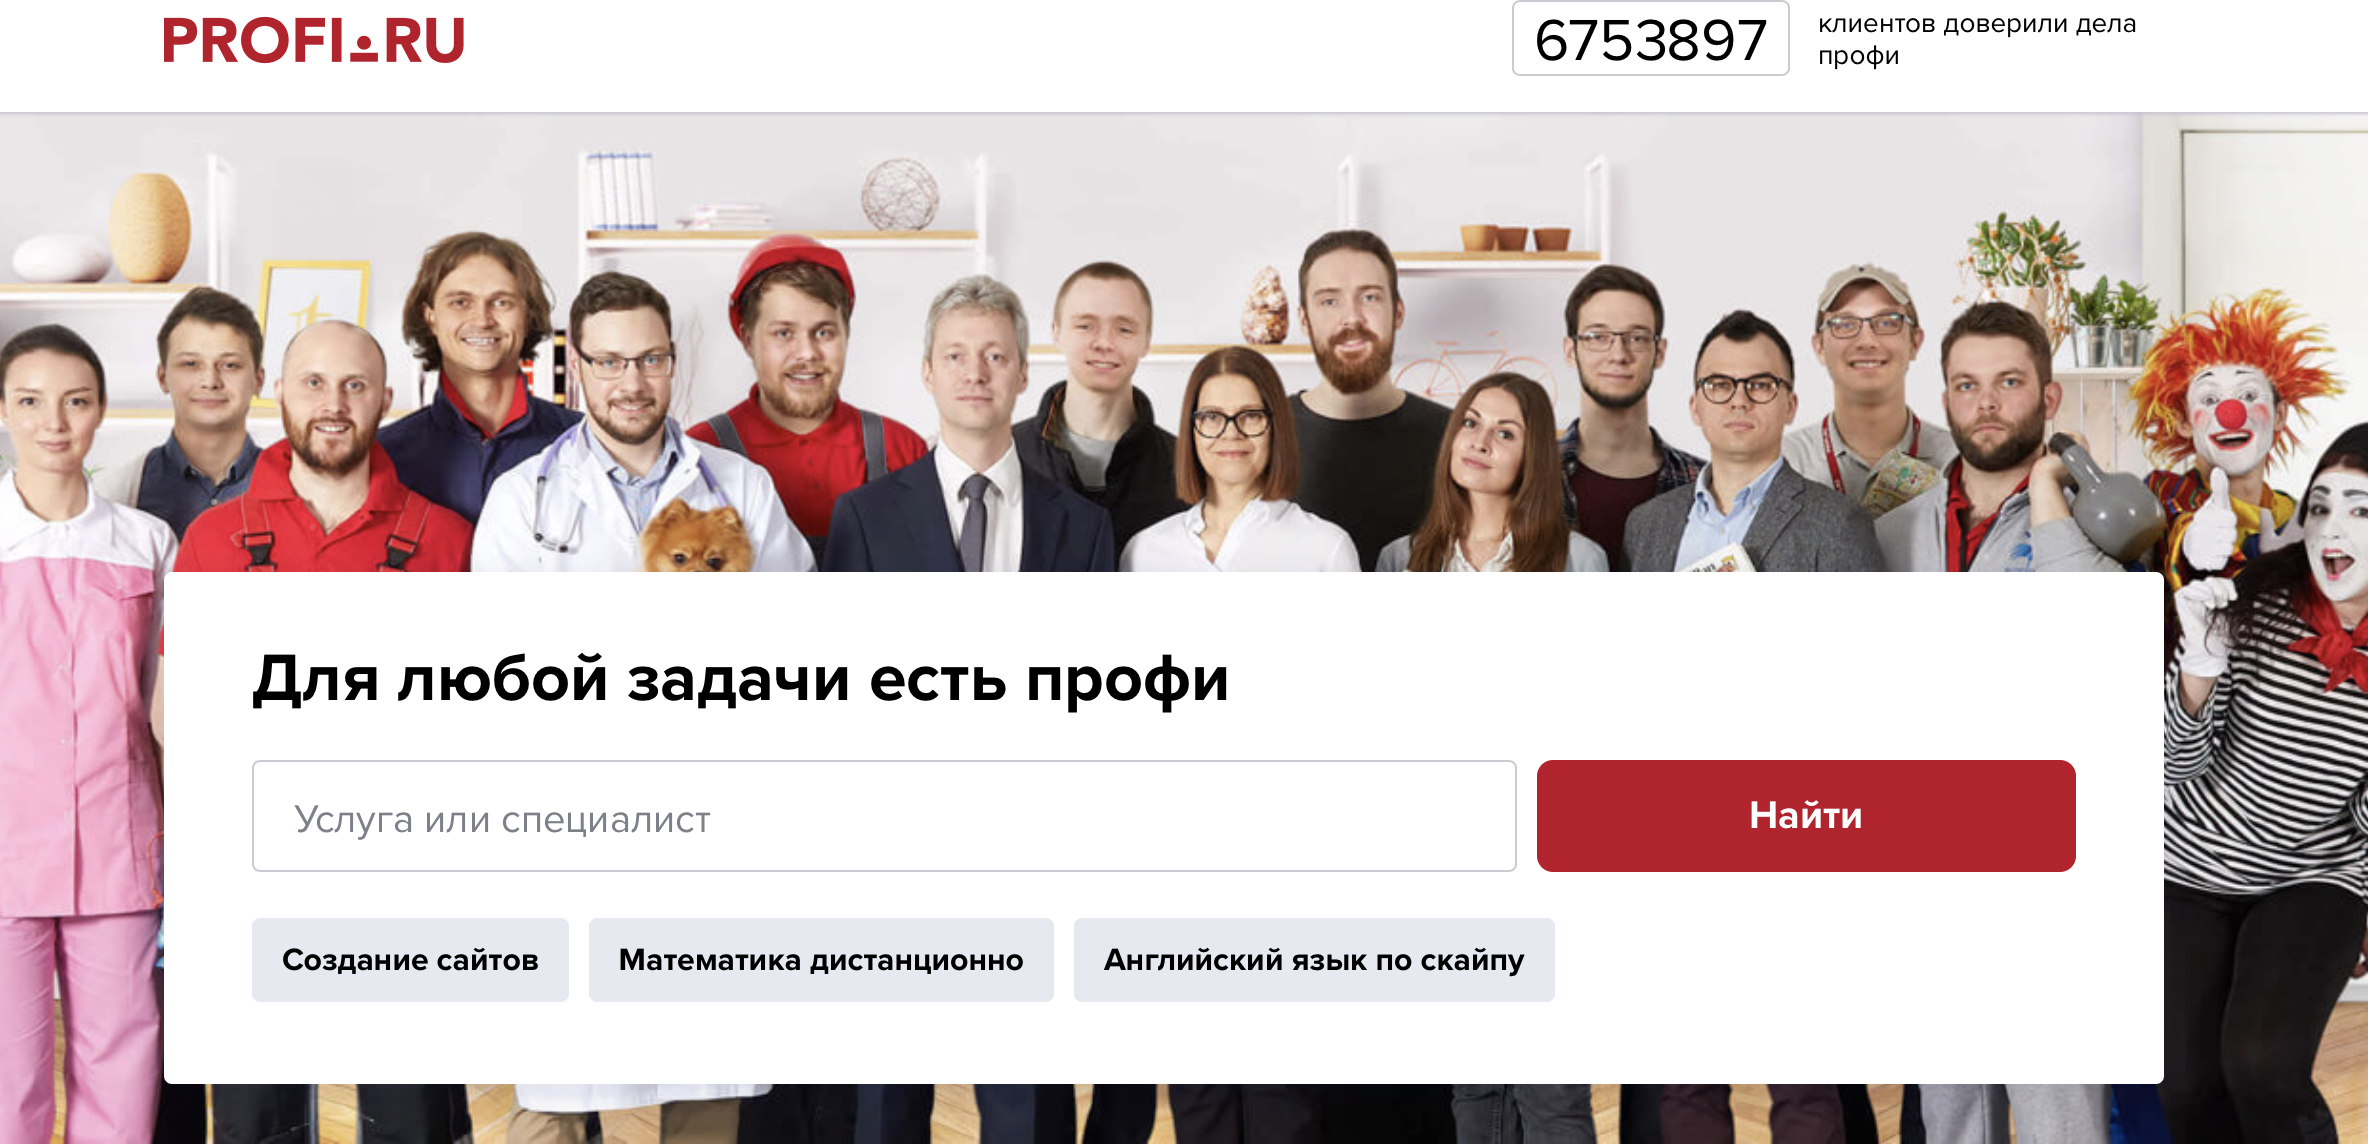 PROFI.RU
6753897
клиентов доверили дела
профи
Для любой задачи есть профи
Услуга или специалист
Найти
Создание сайтов
Математика дистанционно
Английский язык по скайпу